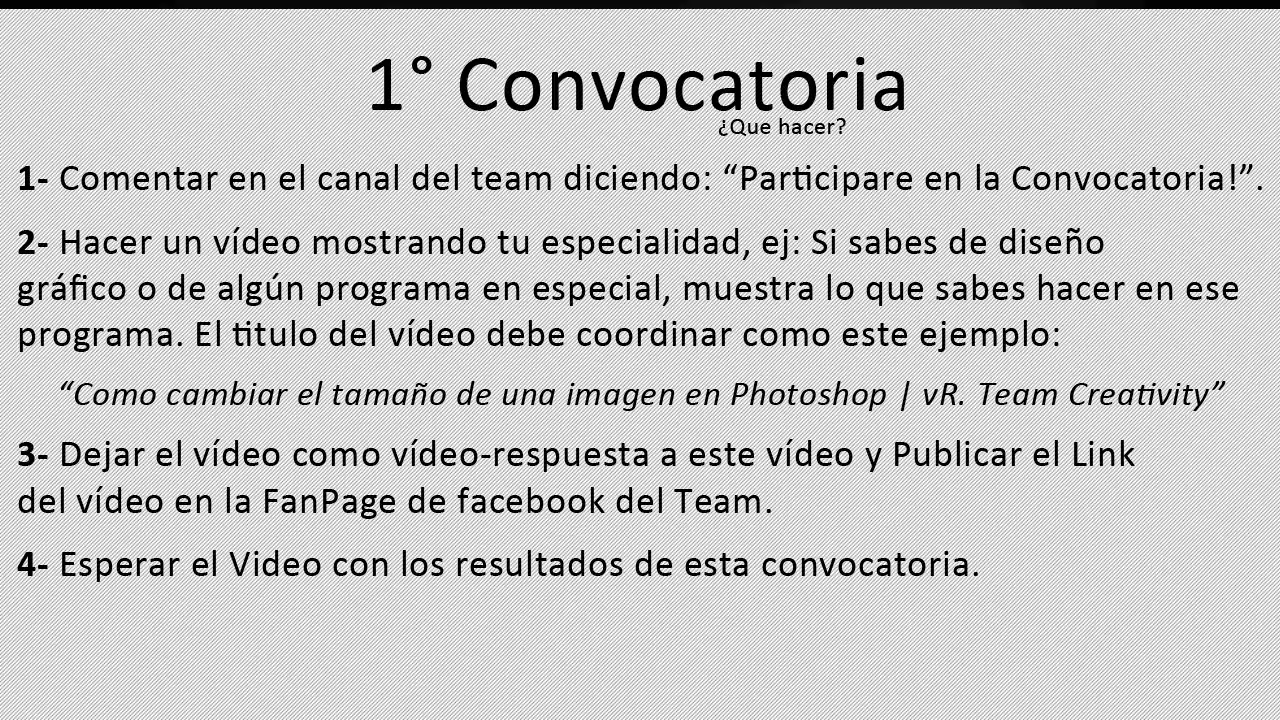 1° Convocatoria
¿Que hacer?
1- Comentar en el canal del team diciendo: “Participare en la Convocatoria!”.
2- Hacer un vídeo mostrando tu especialidad, ej: Si sabes de diseño
gráfico o de algún programa en especial, muestra lo que sabes hacer en ese
programa. El titulo del vídeo debe coordinar como este ejemplo:
“Como cambiar el tamaño de una imagen en Photoshop | vR. Team Creativity”
3- Dejar el vídeo como vídeo-respuesta a este vídeo y Publicar el Link
del vídeo en la FanPage de facebook del Team.
4- Esperar el Video con los resultados de esta convocatoria.